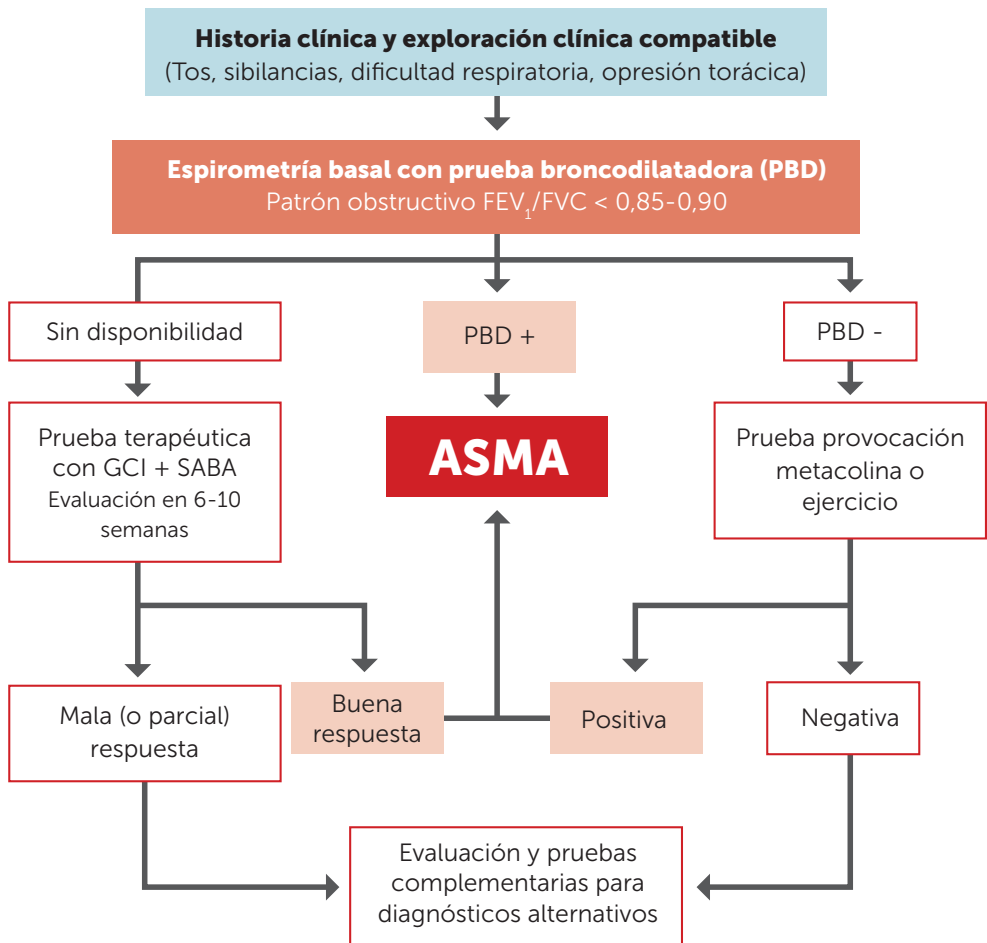 Historia clínica y exploración clínica compatible
(Tos, sibilancias, dificultad respiratoria, opresión torácica)
Espirometría basal con prueba broncodilatadora (PBD)
Patrón obstructivo FEV₁/FVC < 0,85-0,90
Sin disponibilidad
PBD +
PBD -
Prueba terapéutica
con GCI + SABA
Evaluación en 6-10
semanas
ASMA
Prueba provocación
metacolina o
ejercicio
Mala (o parcial)
respuesta
Buena
respuesta
Positiva
Negativa
Evaluación y pruebas
complementarias para
diagnósticos alternativos